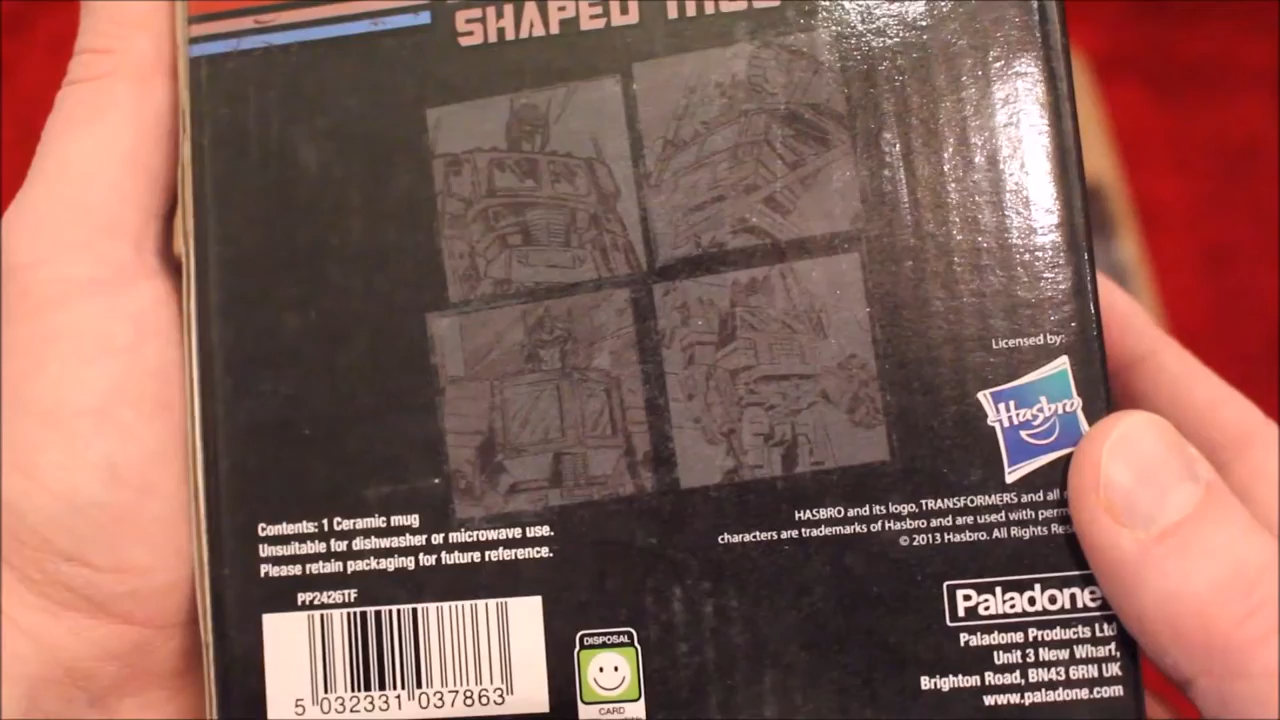 SHAPED
Licensed by:
Hasbro
HASBRO and its logo, TRANSFORMERS and all
characters are trademarks of Hasbro and are used with
© 2013 Hasbro. All Rights
Contents: 1 Ceramic mug
Unsuitable for dishwasher or microwave use.
Please retain packaging for future reference.
PP2426TF
5 032331 037863
DISPOSAL
CARD
Paladone
Paladone Products Ltd
Unit 3 New Wharf,
Brighton Road, BN43 6RN UK
www.paladone.com